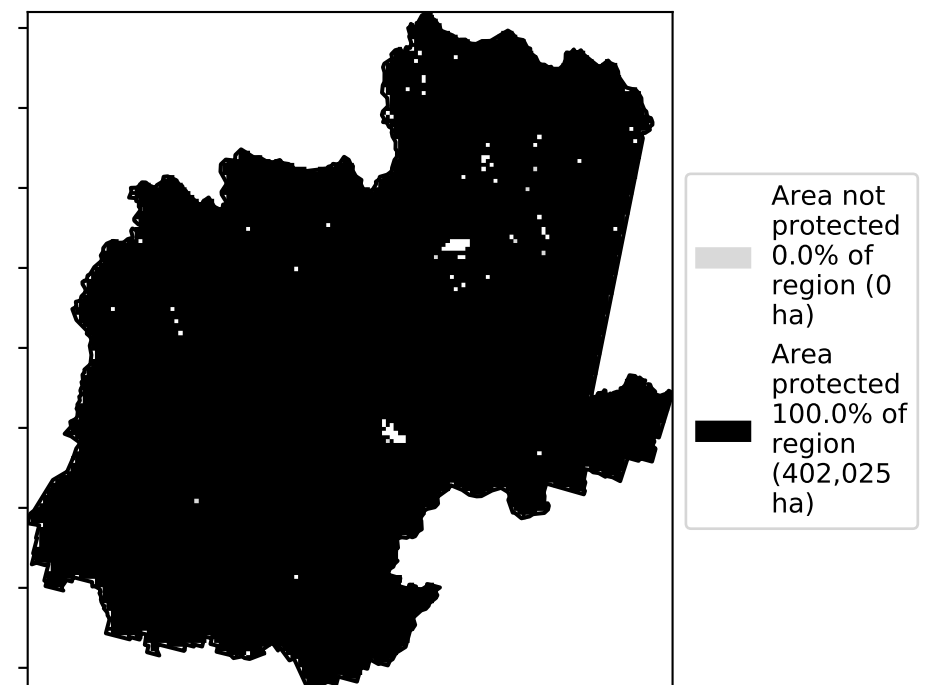 Area not
protected
0.0% of
region (0
ha)
Area
protected
100.0% of
region
(402,025
ha)